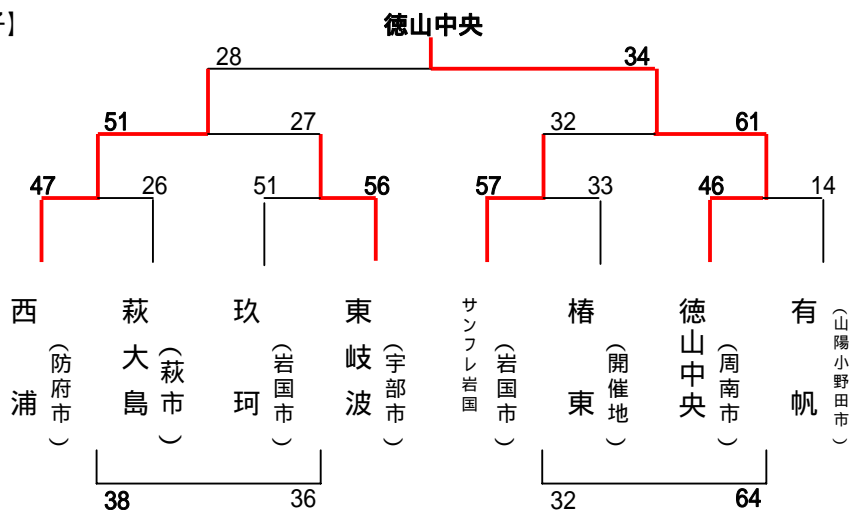 子】
徳山中央
28 34
51 27 32 61
47 26 51 56 57 33 46 14
西浦
（防府市）
萩大島
（萩市）
玖珂
（岩国市）
東岐波
（宇部市）
サンフレ岩国
（岩国市）
椿東
（開催地）
徳山中央
（周南市）
有帆
（山陽小野田市）
38 36 32 64